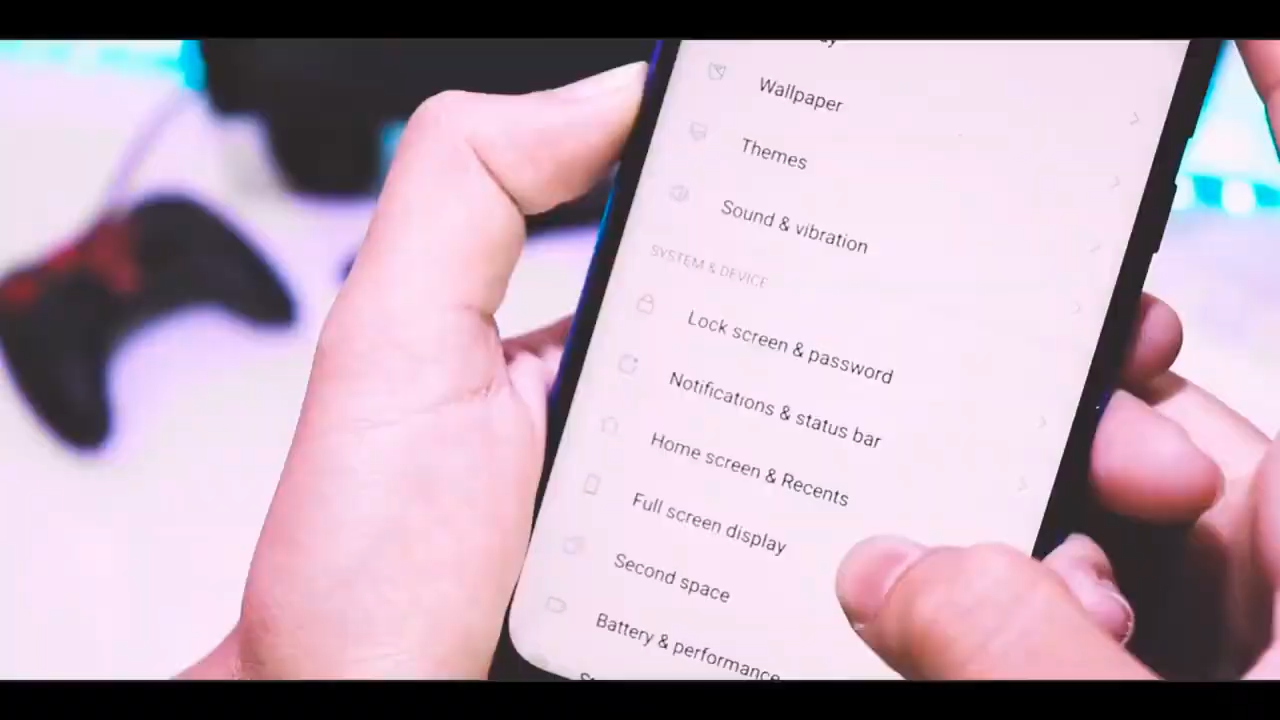 Wallpaper
Themes
Sound & vibration
SYSTEM & DEVICE
Lock screen & password
Notifications & status bar
Home screen & Recents
Full screen display
Second space
Battery & performance